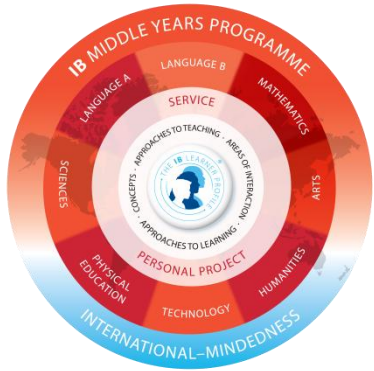 IB MIDDLE YEARS PROGRAMME
LANGUAGE A
LANGUAGE B
MATHEMATICS
SCIENCES
ARTS
PHYSICAL
EDUCATION
TECHNOLOGY
HUMANITIES
SERVICE
PERSONAL PROJECT
CONCEPTS · APPROACHES TO TEACHING · AREAS OF INTERACTION ·
APPROACHES TO LEARNING ·
THE IB LEARNER PROFILE
INTERNATIONAL–MINDEDNESS